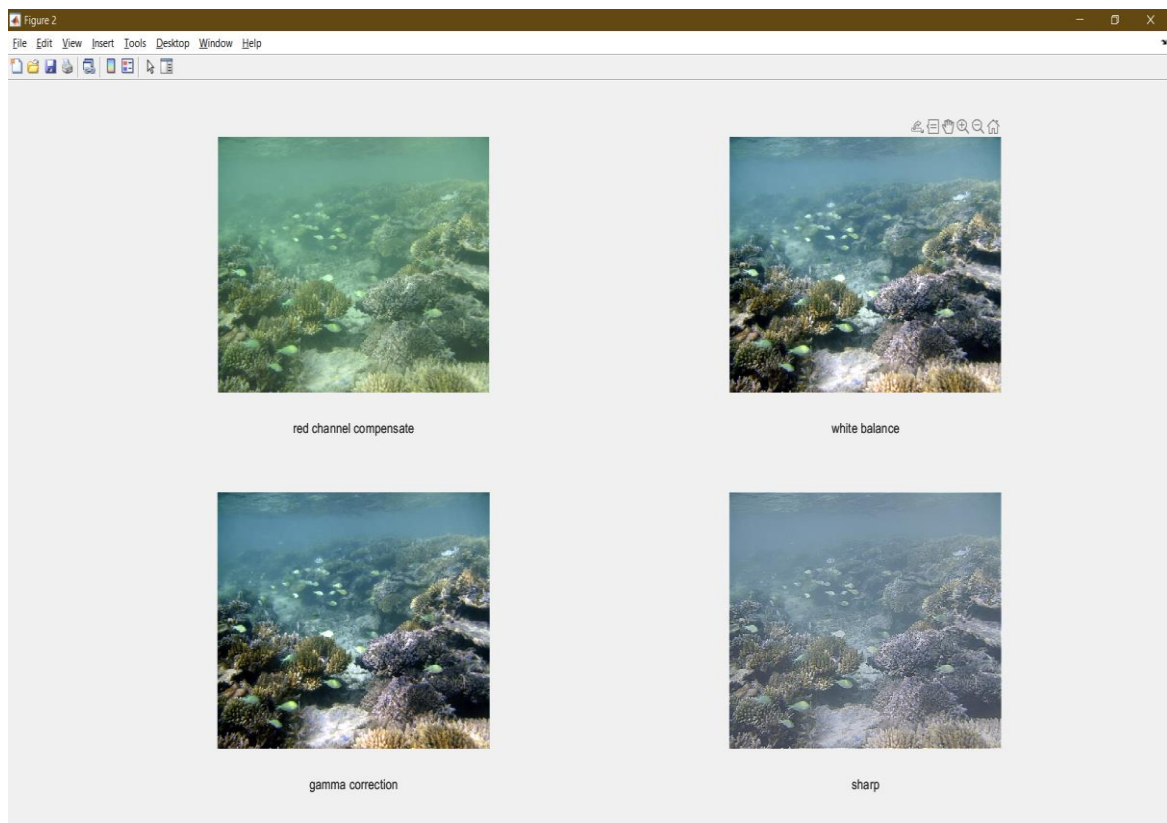 Figure 2
File Edit View Insert Tools Desktop Window Help
red channel compensate
white balance
gamma correction
sharp